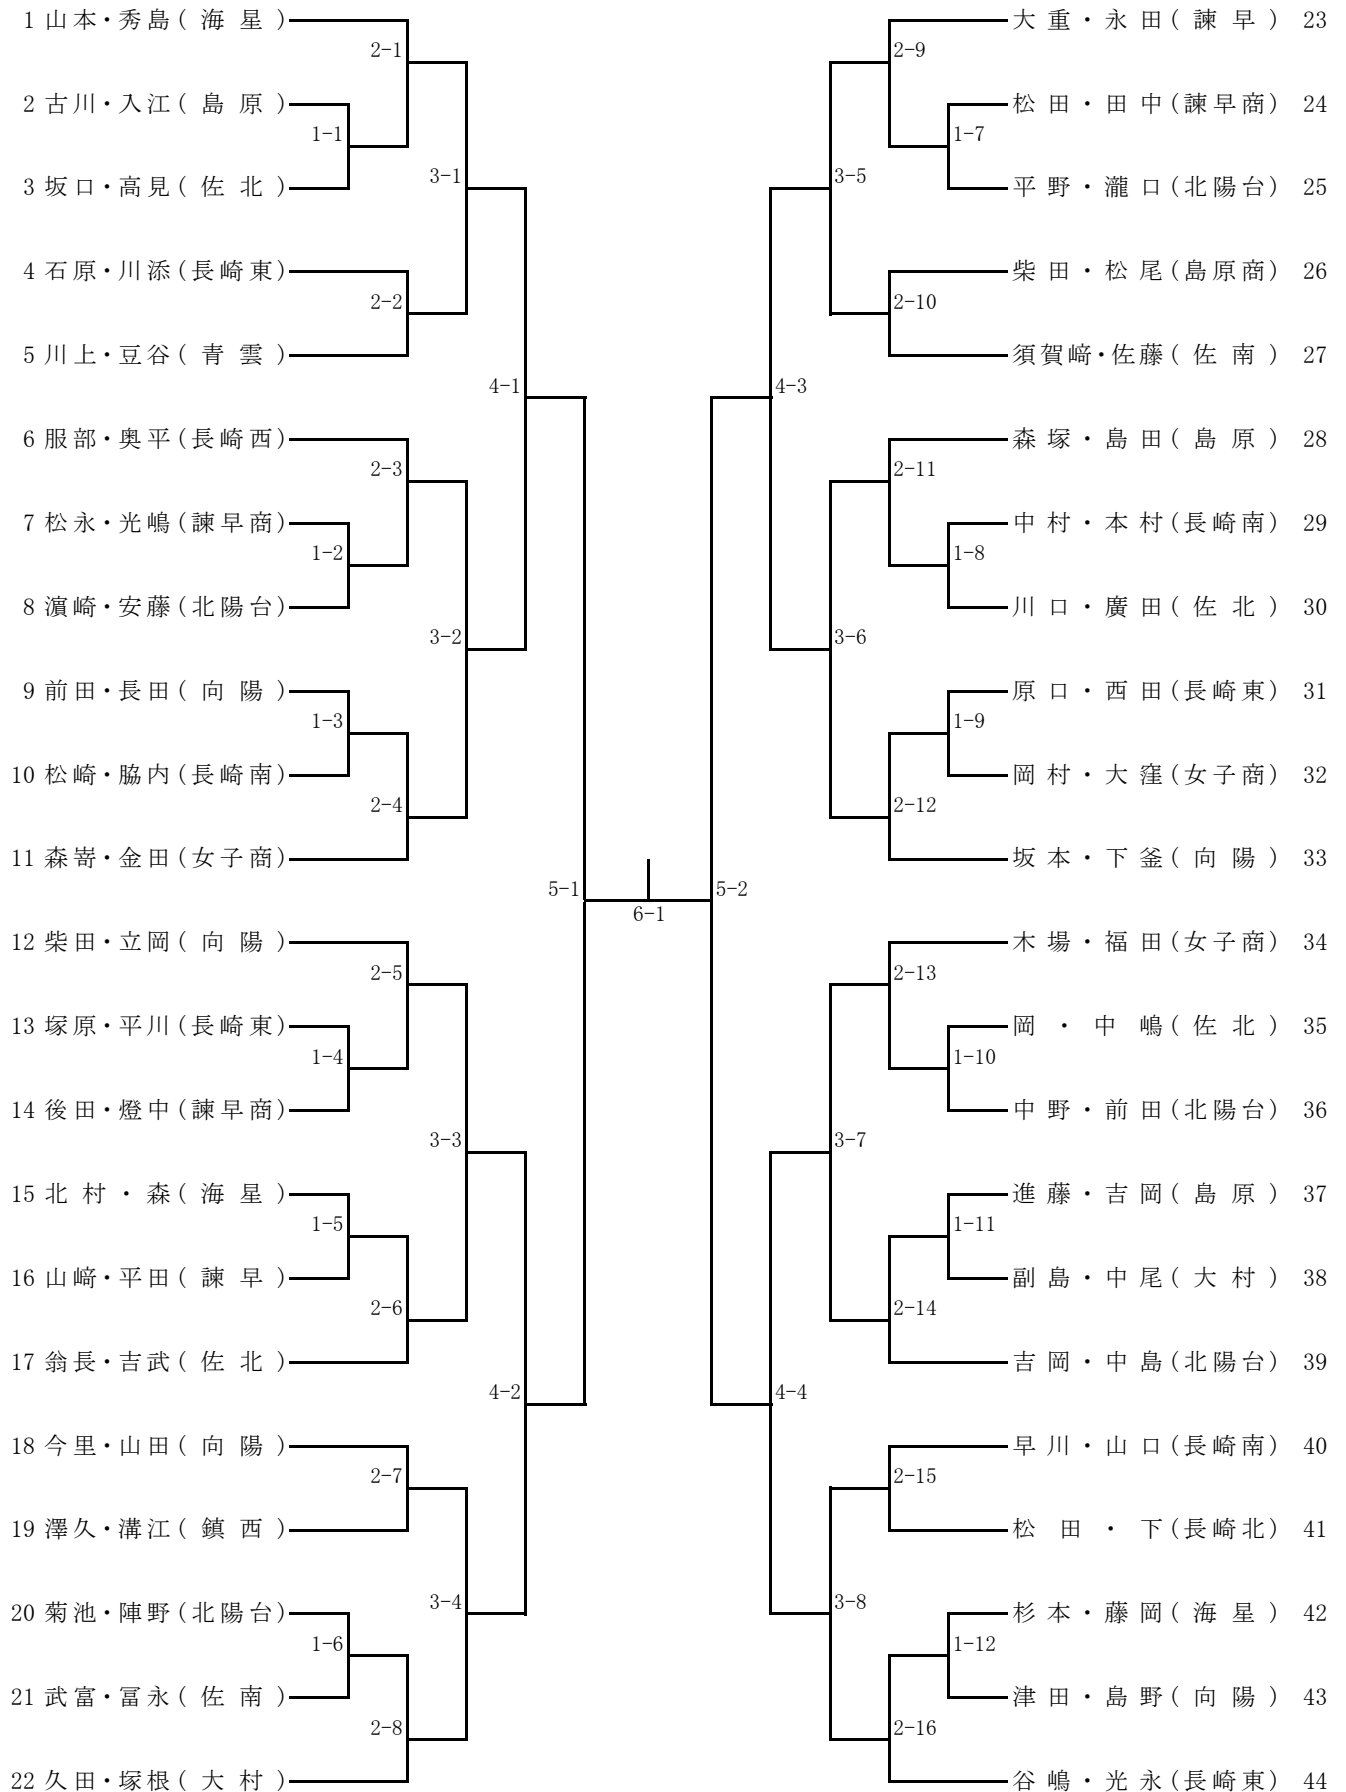 1 山本・秀島(海 星)
2-1
2 古川・入江(島 原)
1-1
3 坂口・高見(佐 北)
3-1
4 石原・川添(長崎東)
2-2
5 川上・豆谷(青 雲)
4-1
6 服部・奥平(長崎西)
2-3
7 松永・光嶋(諫早商)
1-2
8 濵崎・安藤(北陽台)
3-2
9 前田・長田(向 陽)
1-3
10 松崎・脇内(長崎南)
2-4
11 森嵜・金田(女子商)
5-1
12 柴田・立岡(向 陽)
2-5
13 塚原・平川(長崎東)
1-4
14 後田・燈中(諫早商)
3-3
15 北村・森(海 星)
1-5
16 山﨑・平田(諫 早)
2-6
17 翁長・吉武(佐 北)
4-2
18 今里・山田(向 陽)
2-7
19 澤久・溝江(鎮 西)
3-4
20 菊池・陣野(北陽台)
1-6
21 武富・冨永(佐 南)
2-8
22 久田・塚根(大 村)
6-1
大重・永田(諫 早) 23
2-9
松田・田中(諫早商) 24
1-7
平野・瀧口(北陽台) 25
3-5
柴田・松尾(島原商) 26
2-10
須賀﨑・佐藤(佐 南) 27
4-3
森塚・島田(島 原) 28
2-11
中村・本村(長崎南) 29
1-8
川口・廣田(佐 北) 30
3-6
原口・西田(長崎東) 31
1-9
岡村・大窪(女子商) 32
2-12
坂本・下釜(向 陽) 33
5-2
木場・福田(女子商) 34
2-13
岡・中嶋(佐 北) 35
1-10
中野・前田(北陽台) 36
3-7
進藤・吉岡(島 原) 37
1-11
副島・中尾(大 村) 38
2-14
吉岡・中島(北陽台) 39
4-4
早川・山口(長崎南) 40
2-15
松田・下(長崎北) 41
3-8
杉本・藤岡(海 星) 42
1-12
津田・島野(向 陽) 43
2-16
谷嶋・光永(長崎東) 44